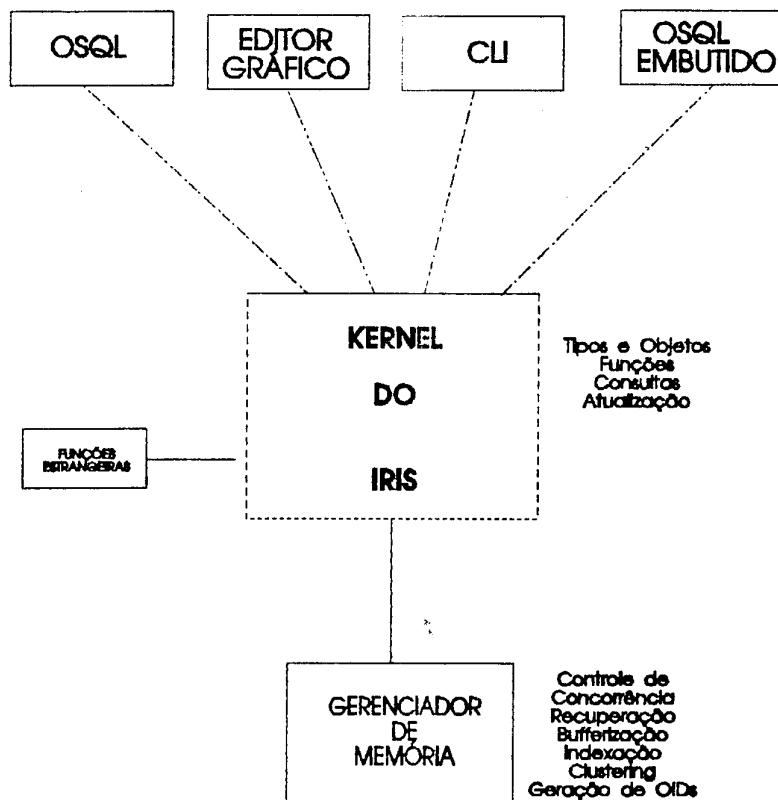 OSQL
EDITOR
GRÁFICO
CLI
OSQL
EMBUTIDO
KERNEL
DO
IRIS
Tipos e Objetos
Funções
Consultas
Atualização
FUNÇÕES
ESTRANGEIRAS
GERENCIADOR
DE
MEMÓRIA
Controle de
Concorrência
Recuperação
Bufferização
Indexação
Clustering
Geração de OIDs